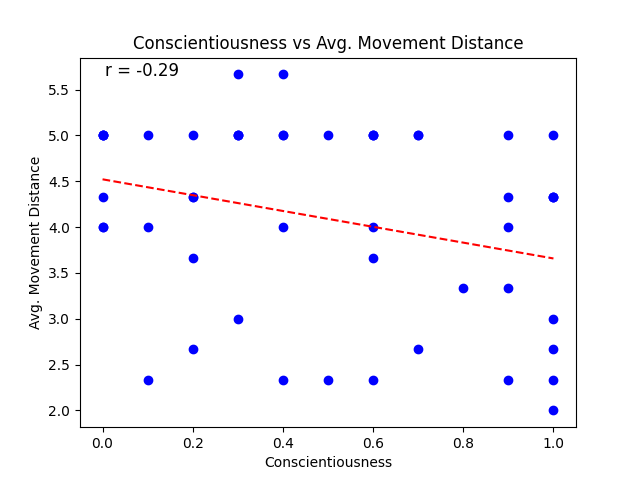 Conscientiousness vs Avg. Movement Distance
r = -0.29
5.5
5.0
4.5
4.0
3.5
3.0
2.5
2.0
Avg. Movement Distance
0.0 0.2 0.4 0.6 0.8 1.0
Conscientiousness